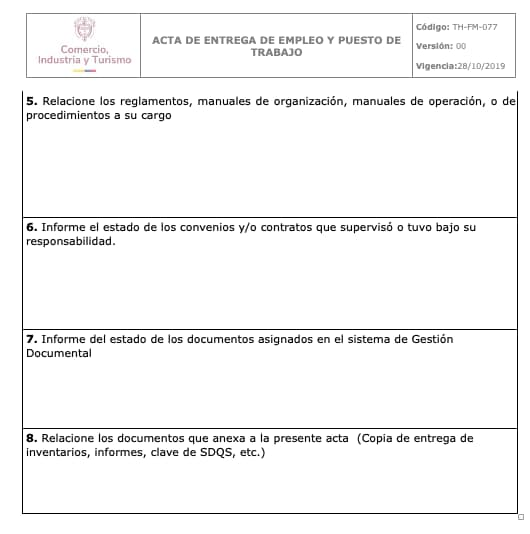 Comercio,
Industria y Turismo
ACTA DE ENTREGA DE EMPLEO Y PUESTO DE
TRABAJO
Código: TH-FM-077
Versión: 00
Vigencia:28/10/2019
5. Relacione los reglamentos, manuales de organización, manuales de operación, o de
procedimientos a su cargo
6. Informe el estado de los convenios y/o contratos que supervisó o tuvo bajo su
responsabilidad.
7. Informe del estado de los documentos asignados en el sistema de Gestión
Documental
8. Relacione los documentos que anexa a la presente acta (Copia de entrega de
inventarios, informes, clave de SDQS, etc.)